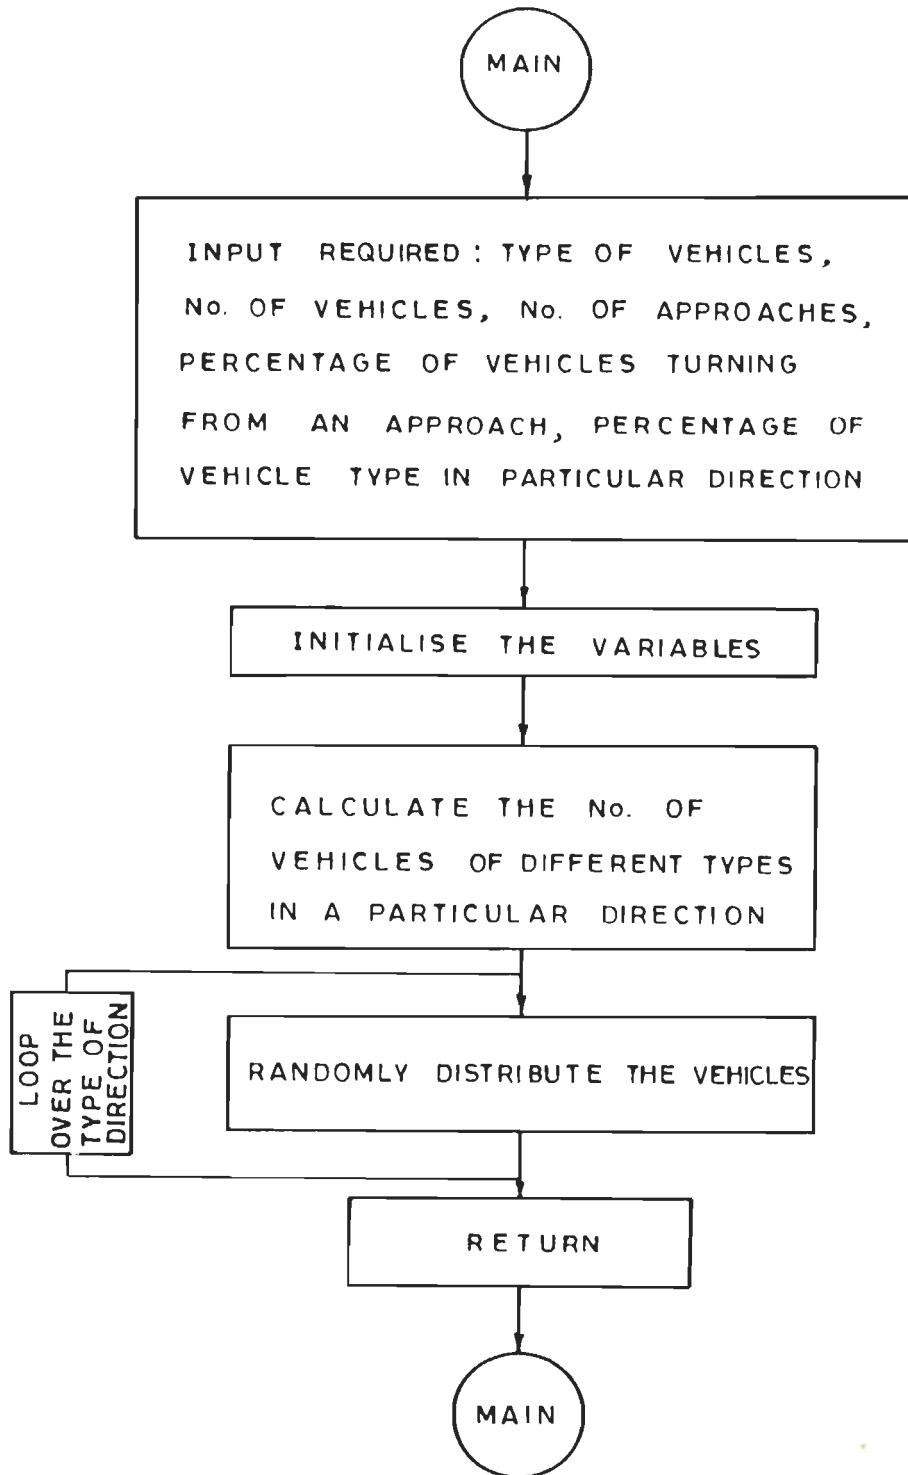 MAIN
INPUT REQUIRED : TYPE OF VEHICLES,
No. OF VEHICLES, No. OF APPROACHES,
PERCENTAGE OF VEHICLES TURNING
FROM AN APPROACH, PERCENTAGE OF
VEHICLE TYPE IN PARTICULAR DIRECTION
INITIALISE THE VARIABLES
CALCULATE THE No. OF
VEHICLES OF DIFFERENT TYPES
IN A PARTICULAR DIRECTION
LOOP
OVER THE
TYPE OF
DIRECTION
RANDOMLY DISTRIBUTE THE VEHICLES
RETURN
MAIN